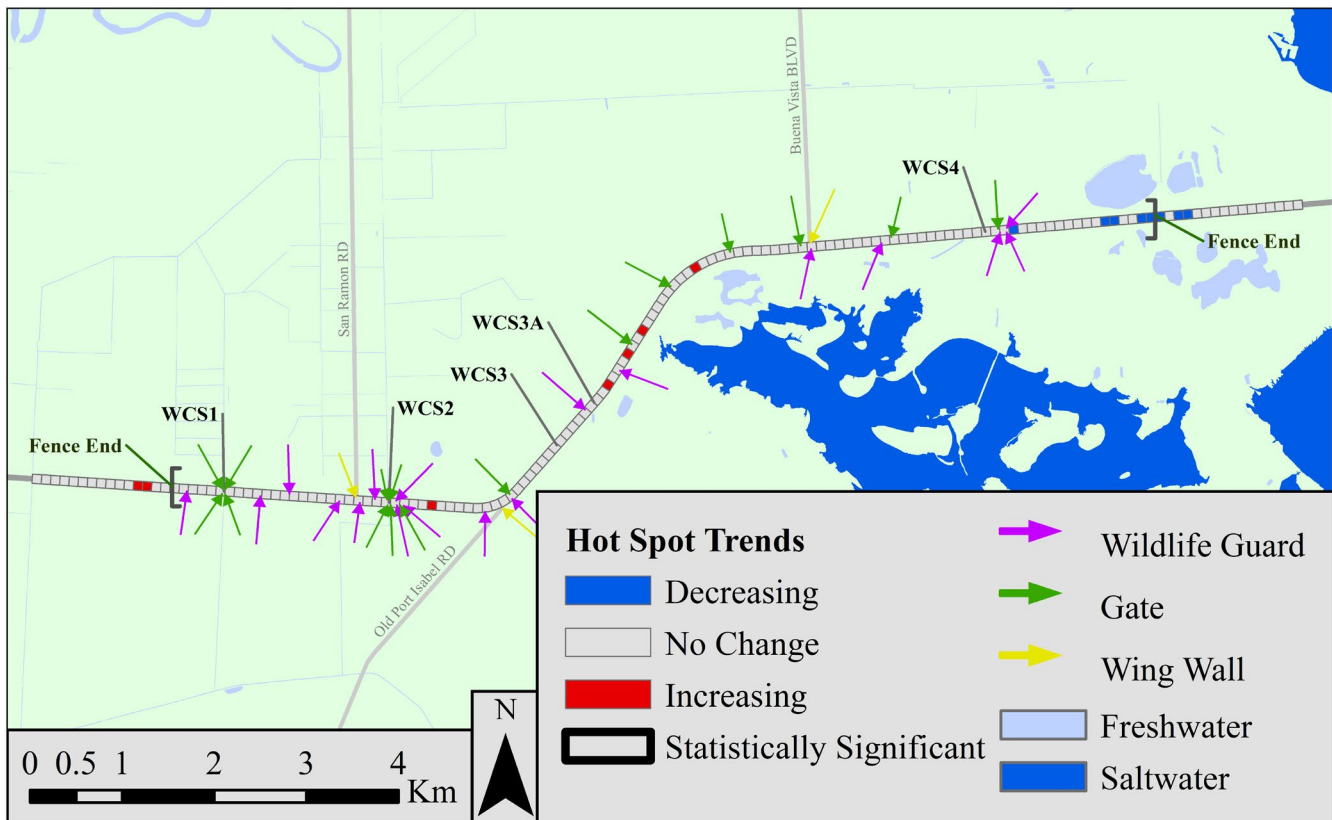 Buena Vista BLVD
WCS4
Fence End
San Ramon RD
WCS3A
WCS3
WCS1
WCS2
Fence End
Old Port Isabel RD
Hot Spot Trends
Decreasing
No Change
Increasing
Statistically Significant
Wildlife Guard
Gate
Wing Wall
Freshwater
Saltwater
N
0 0.5 1 2 3 4
Km